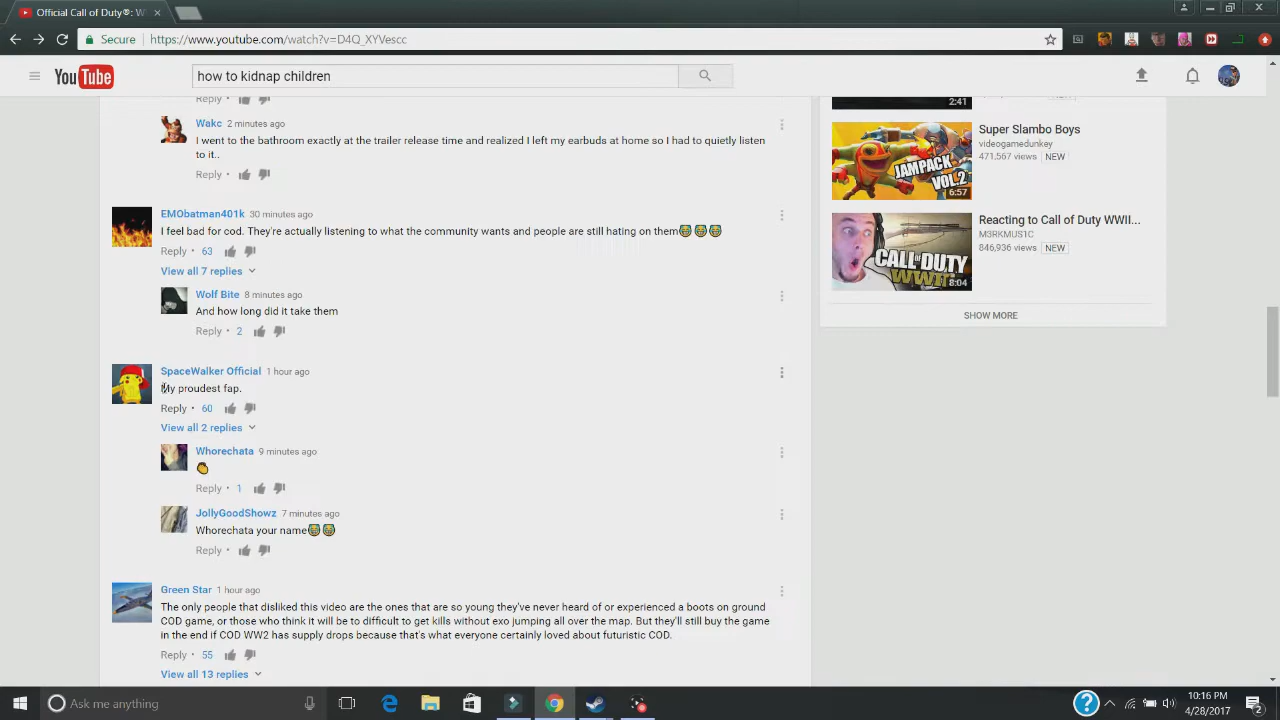 Official Call of Duty®: W
Secure
https://www.youtube.com/watch?v=D4Q_XYVescc
YouTube
how to kidnap children
Reply •
Wakc 2 minutes ago
I went to the bathroom exactly at the trailer release time and realized I left my earbuds at home so I had to quietly listen
to it..
Reply •
EMObatman401k 30 minutes ago
I feel bad for cod. They're actually listening to what the community wants and people are still hating on them
Reply • 63
View all 7 replies
Wolf Bite 8 minutes ago
And how long did it take them
Reply • 2
SpaceWalker Official 1 hour ago
My proudest fap.
Reply • 60
View all 2 replies
Whorechata 9 minutes ago
Reply • 1
JollyGoodShowz 7 minutes ago
Whorechata your name
Reply •
Green Star 1 hour ago
The only people that disliked this video are the ones that are so young they've never heard of or experienced a boots on ground
COD game, or those who think it will be to difficult to get kills without exo jumping all over the map. But they'll still buy the game
in the end if COD WW2 has supply drops because that's what everyone certainly loved about futuristic COD.
Reply • 55
View all 13 replies
2:41
JAMPACK
VOL.2
6:57
Super Slambo Boys
videogamedunkey
471,567 views NEW
CALL OF DUTY
WWII
8:04
Reacting to Call of Duty WWII...
M3RKMUS1C
846,936 views NEW
SHOW MORE
Ask me anything
10:16 PM
4/28/2017
2